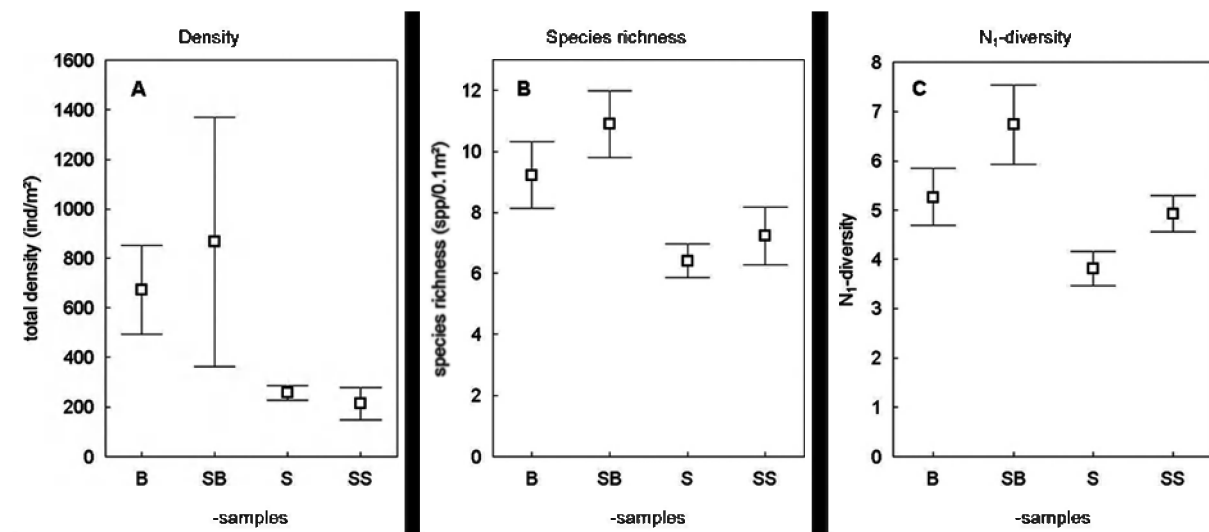 Density
1600
1400
1200
1000
800
600
400
200
0
total density (ind/m²)
A
B
SB
S
SS
-samples
Species richness
12
10
8
6
4
2
0
species richness (spp/0.1m²)
B
B
SB
S
SS
-samples
N₁-diversity
8
7
6
5
4
3
2
1
0
N₁-diversity
C
B
SB
S
SS
-samples